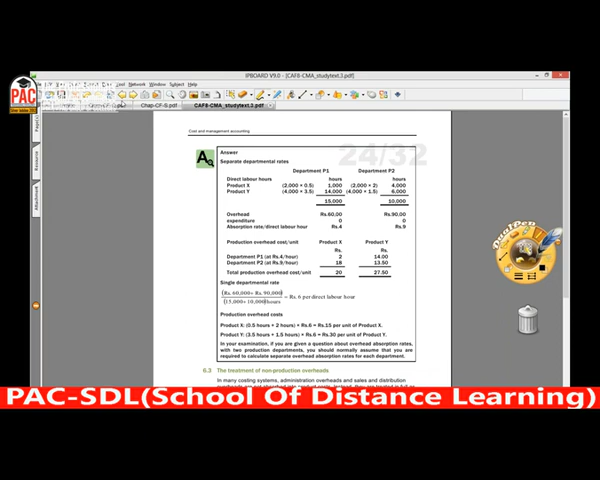 IPBOARD V9.0 - [CAF8-CMA_studytext.3.pdf]
Tool Network Window Subject Help
PAC
Chap-CF-S.pdf CAF8-CMA_studytext.3.pdf
Page(s)
Resource
Attachment
Cost and management accounting
24/32
A
Answer
Separate departmental rates
Department P1 Department P2
Direct labour hours hours hours
Product X (2,000 × 0.5) 1,000 (2,000 × 2) 4,000
Product Y (4,000 × 3.5) 14,000 (4,000 × 1.5) 6,000
15,000 10,000
Overhead Rs.60,00 Rs.90.00
expenditure 0 0
Absorption rate/direct labour hour Rs.4 Rs.9
Production overhead cost/unit Product X Product Y
Rs. Rs.
Department P1 (at Rs.4/hour) 2 14.00
Department P2 (at Rs.9/hour) 18 13.50
Total production overhead cost/unit 20 27.50
Single departmental rate
(Rs. 60,000 + Rs. 90,000)
= Rs. 6 per direct labour hour
(15,000 + 10,000)hours
Production overhead costs
Product X: (0.5 hours + 2 hours) × Rs.6 = Rs.15 per unit of Product X.
Product Y: (3.5 hours + 1.5 hours) × Rs.6 = Rs.30 per unit of Product Y.
In your examination, if you are given a question about overhead absorption rates,
with two production departments, you should normally assume that you are
required to calculate separate overhead absorption rates for each department.
6.3 The treatment of non-production overheads
In many costing systems, administration overheads and sales and distribution
DuelPen
PAC-SDL(School Of Distance Learning)